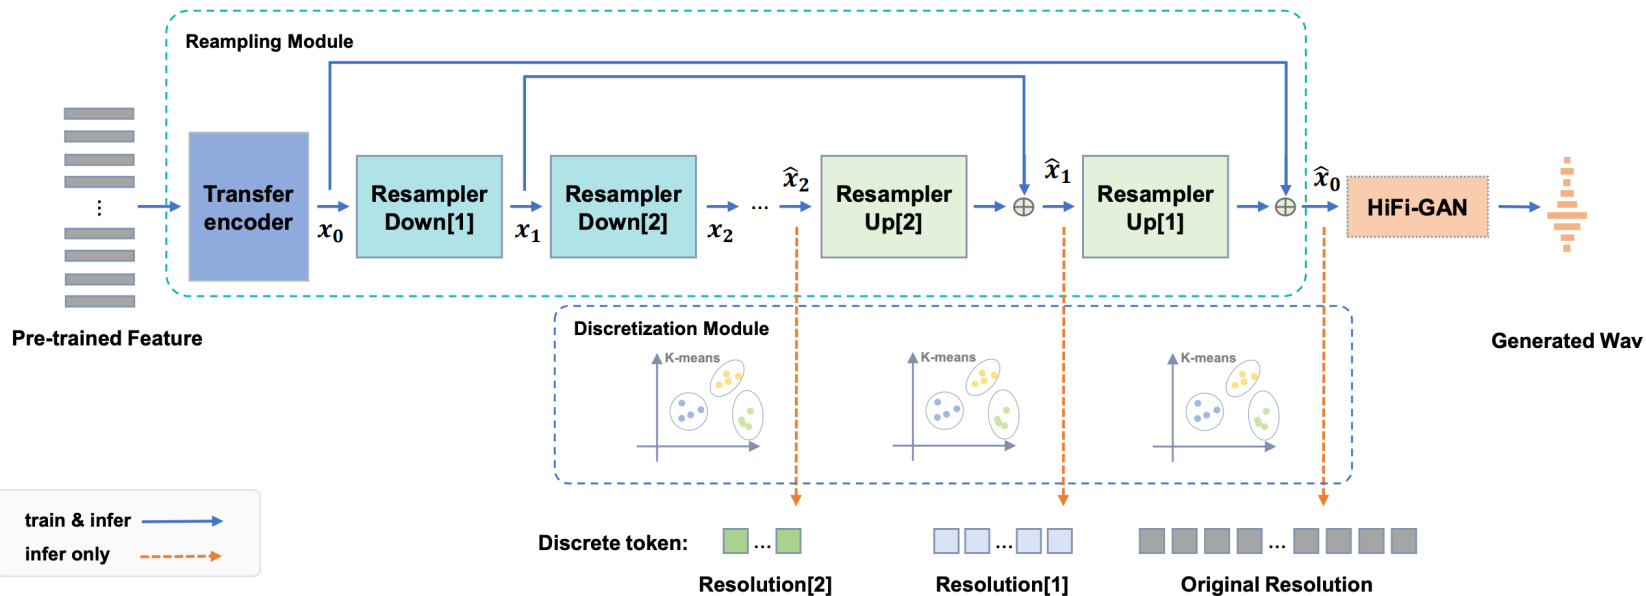 Reampling Module
Transfer
encoder
x₀
Resampler
Down[1]
x₁
Resampler
Down[2]
x₂
...
x̂₂
Resampler
Up[2]
x̂₁
Resampler
Up[1]
x̂₀
HiFi-GAN
Pre-trained Feature
Generated Wav
Discretization Module
K-means
K-means
K-means
train & infer
infer only
Discrete token:
...
...
...
Resolution[2]
Resolution[1]
Original Resolution